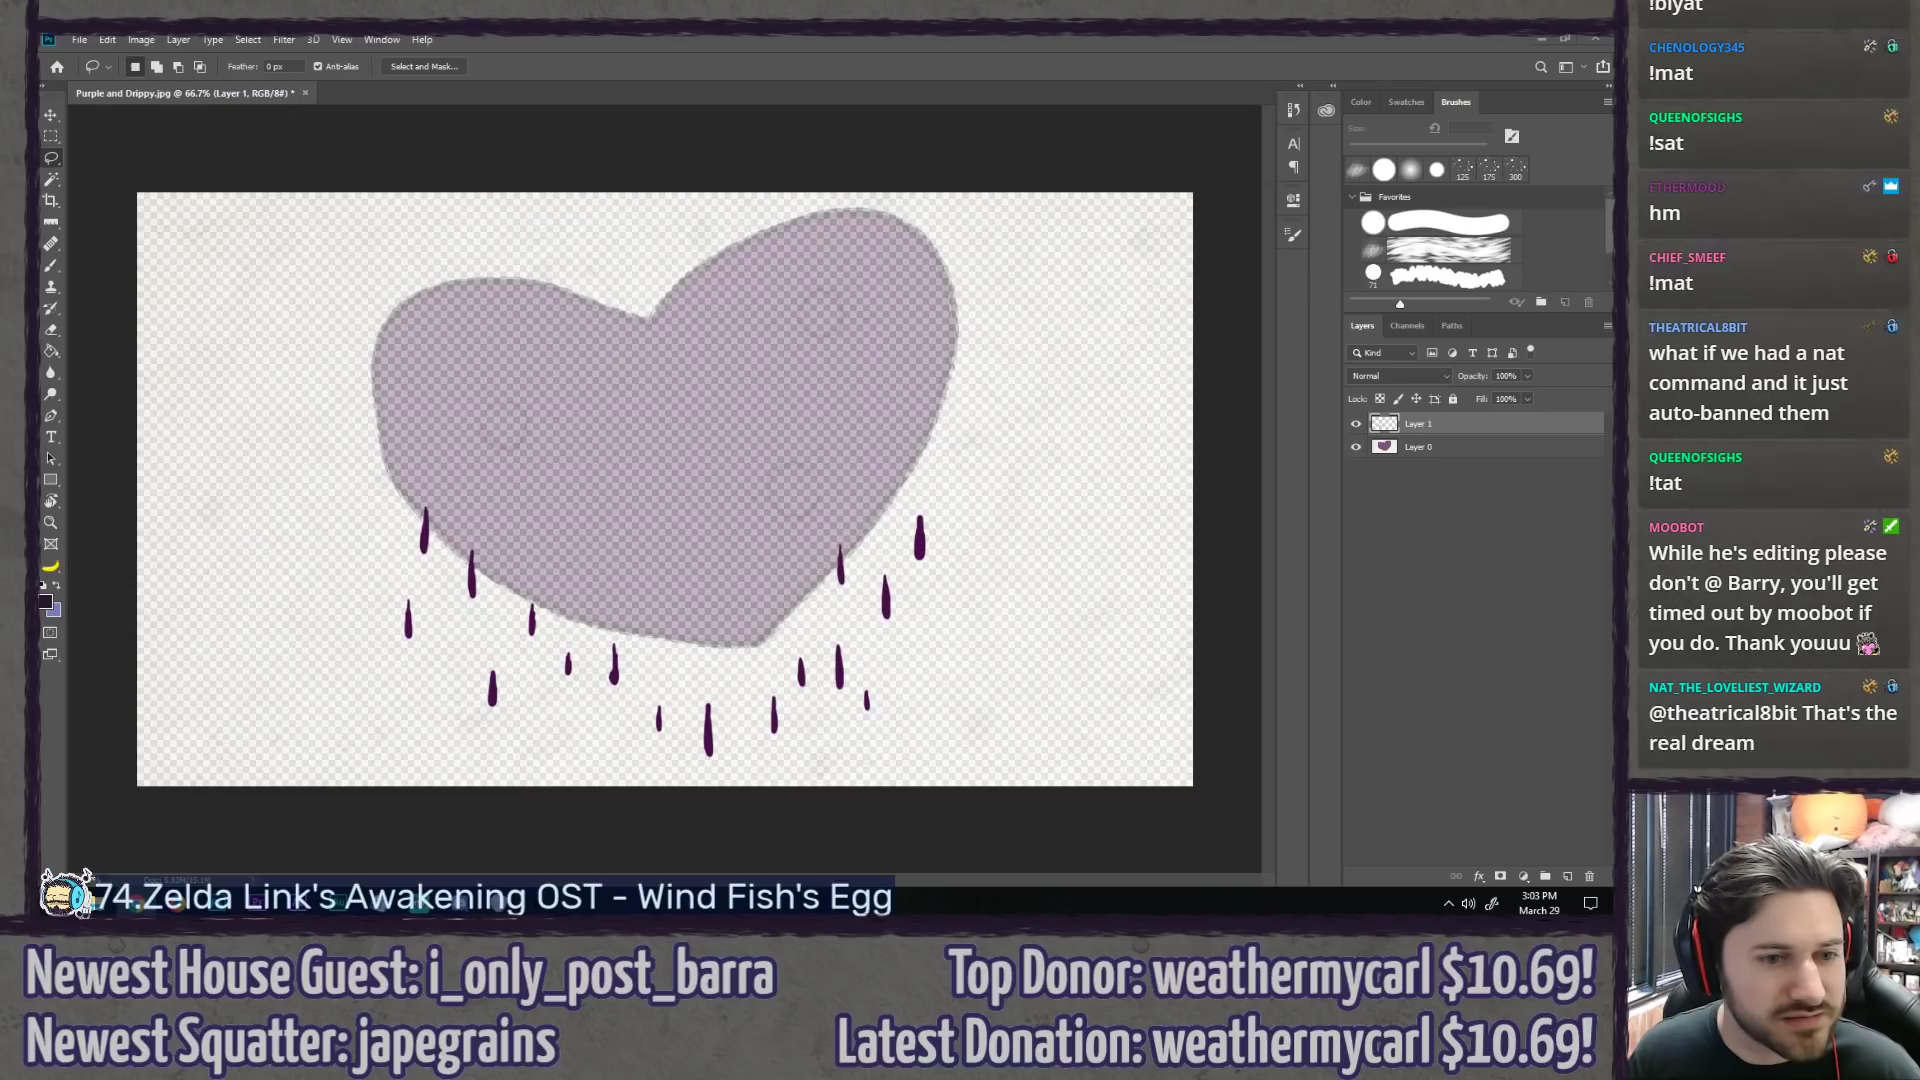 File Edit Image Layer Type Select Filter 3D View Window Help
Feather: 0 px Anti-alias Select and Mask...
Purple and Drippy.jpg @ 66.7% (Layer 1, RGB/8#) *
Color Swatches Brushes
Size:
125 175 300
Favorites
71
Layers Channels Paths
Kind
Normal Opacity: 100%
Lock: Fill: 100%
Layer 1
Layer 0
74.Zelda Link's Awakening OST - Wind Fish's Egg
3:03 PM
March 29
!blyat
CHENOLOGY345
!mat
QUEENOFSIGHS
!sat
ETHERMOOD
hm
CHIEF_SMEEF
!mat
THEATRICAL8BIT
what if we had a nat
command and it just
auto-banned them
QUEENOFSIGHS
!tat
MOOBOT
While he's editing please
don't @ Barry, you'll get
timed out by moobot if
you do. Thank youuu
NAT_THE_LOVELIEST_WIZARD
@theatrical8bit That's the
real dream
Newest House Guest: i_only_post_barra
Top Donor: weathermycarl $10.69!
Newest Squatter: japegrains
Latest Donation: weathermycarl $10.69!